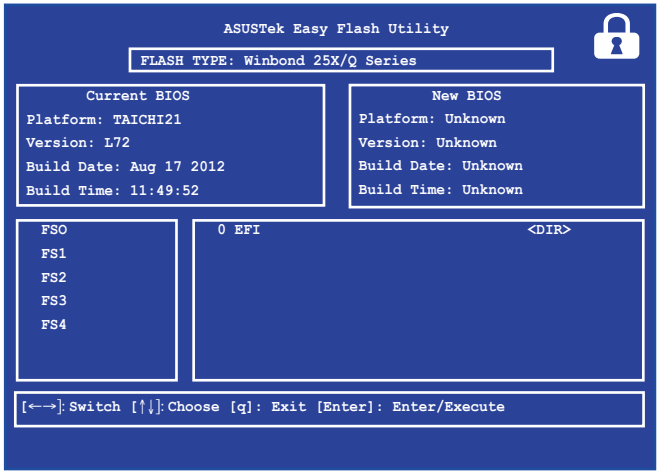 ASUSTek Easy Flash Utility
FLASH TYPE: Winbond 25X/Q Series
Current BIOS
Platform: TAICHI21
Version: L72
Build Date: Aug 17 2012
Build Time: 11:49:52
New BIOS
Platform: Unknown
Version: Unknown
Build Date: Unknown
Build Time: Unknown
FSO
FS1
FS2
FS3
FS4
0 EFI <DIR>
[←→]: Switch [↑↓]: Choose [q]: Exit [Enter]: Enter/Execute